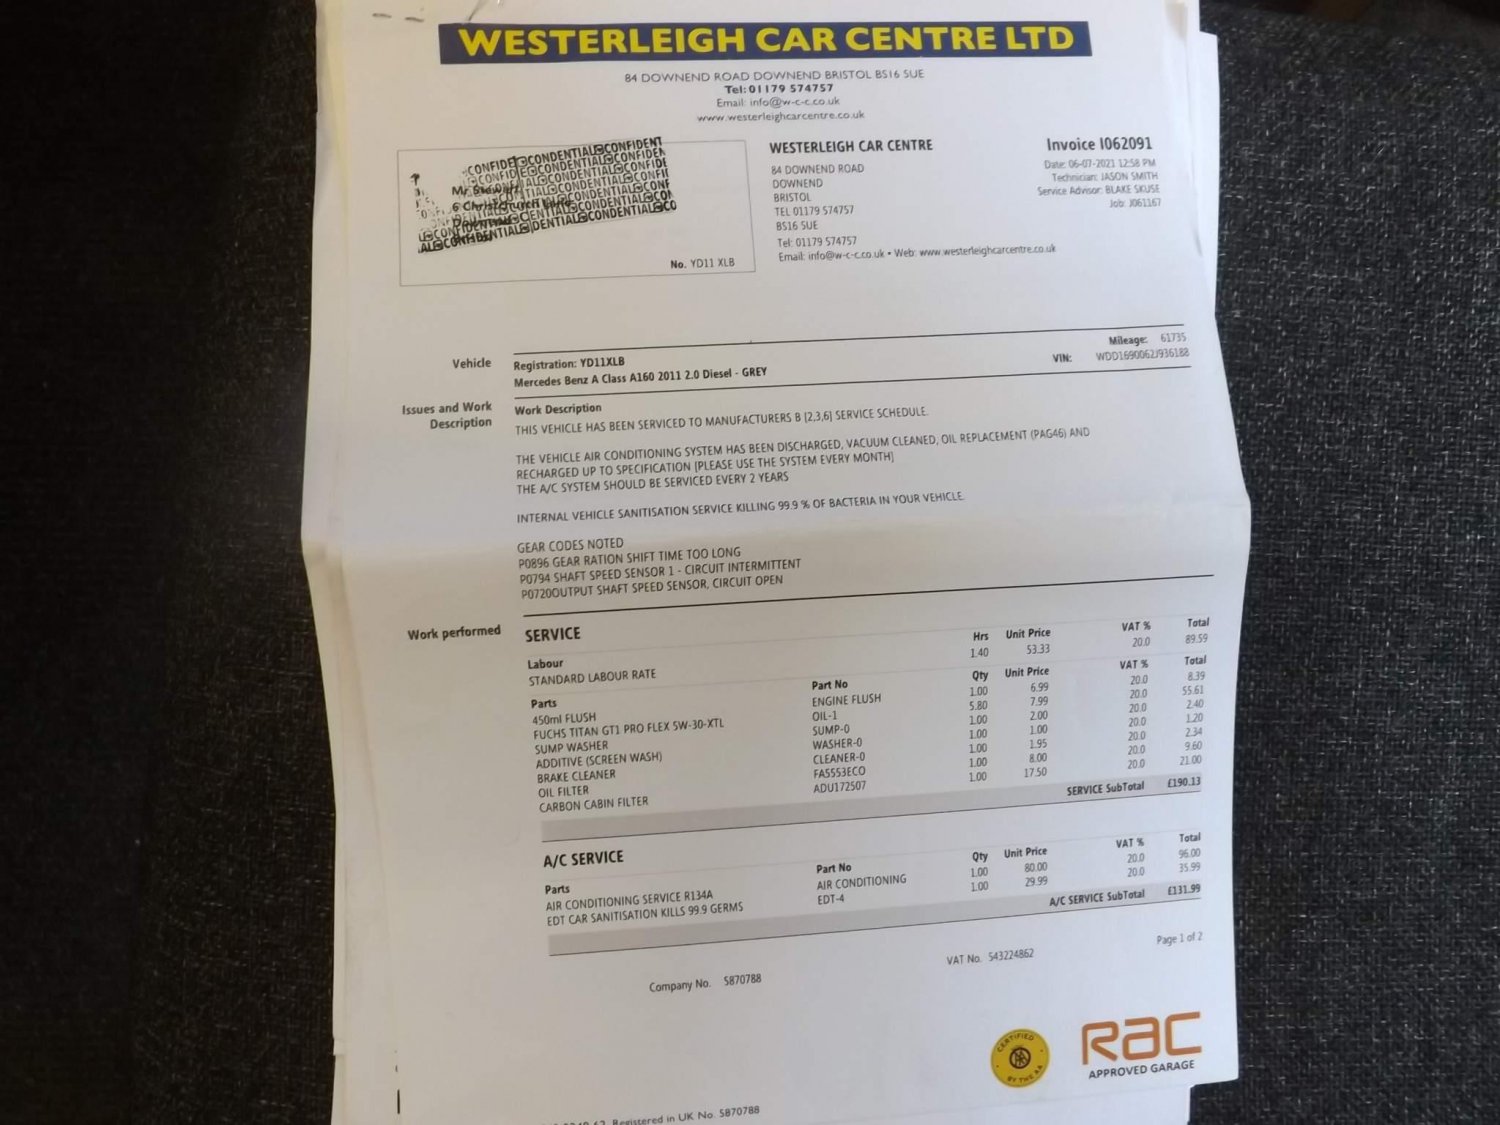 WESTERLEIGH CAR CENTRE LTD
84 DOWNEND ROAD DOWNEND BRISTOL BS16 5UE
Tel: 01179 574757
Email: info@w-c-c.co.uk
www.westerleighcarcentre.co.uk
No. YD11 XLB
WESTERLEIGH CAR CENTRE
84 DOWNEND ROAD
DOWNEND
BRISTOL
TEL 01179 574757
BS16 5UE
Tel: 01179 574757
Email: info@w-c-c.co.uk • Web: www.westerleighcarcentre.co.uk
Invoice I062091
Date: 06-07-2021 12:58 PM
Technician: JASON SMITH
Service Advisor: BLAKE SKUSE
Job: J061167
Vehicle
Registration: YD11XLB
Mercedes Benz A Class A160 2011 2.0 Diesel - GREY
Mileage: 61735
VIN: WDD1690062J936188
Issues and Work Description
Work Description
THIS VEHICLE HAS BEEN SERVICED TO MANUFACTURERS B [2,3,6] SERVICE SCHEDULE.
THE VEHICLE AIR CONDITIONING SYSTEM HAS BEEN DISCHARGED, VACUUM CLEANED, OIL REPLACEMENT (PAG46) AND
RECHARGED UP TO SPECIFICATION [PLEASE USE THE SYSTEM EVERY MONTH]
THE A/C SYSTEM SHOULD BE SERVICED EVERY 2 YEARS
INTERNAL VEHICLE SANITISATION SERVICE KILLING 99.9 % OF BACTERIA IN YOUR VEHICLE.
GEAR CODES NOTED
P0896 GEAR RATION SHIFT TIME TOO LONG
P0794 SHAFT SPEED SENSOR 1 - CIRCUIT INTERMITTENT
P0720OUTPUT SHAFT SPEED SENSOR, CIRCUIT OPEN
Work performed
SERVICE
Labour Hrs Unit Price VAT % Total
STANDARD LABOUR RATE 1.40 53.33 20.0 89.59
Parts Part No Qty Unit Price VAT % Total
450ml FLUSH ENGINE FLUSH 1.00 6.99 20.0 8.39
FUCHS TITAN GT1 PRO FLEX 5W-30-XTL OIL-1 5.80 7.99 20.0 55.61
SUMP WASHER SUMP-0 1.00 2.00 20.0 2.40
ADDITIVE (SCREEN WASH) WASHER-0 1.00 1.00 20.0 1.20
BRAKE CLEANER CLEANER-0 1.00 1.95 20.0 2.34
OIL FILTER FA5553ECO 1.00 8.00 20.0 9.60
CARBON CABIN FILTER ADU172507 1.00 17.50 20.0 21.00
SERVICE SubTotal £190.13
A/C SERVICE
Parts Part No Qty Unit Price VAT % Total
AIR CONDITIONING SERVICE R134A AIR CONDITIONING 1.00 80.00 20.0 96.00
EDT CAR SANITISATION KILLS 99.9 GERMS EDT-4 1.00 29.99 20.0 35.99
A/C SERVICE SubTotal £131.99
Page 1 of 2
Company No. 5870788
VAT No. 543224862
CERTIFIED BY THE AA
RAC
APPROVED GARAGE
Registered in UK No. 5870788